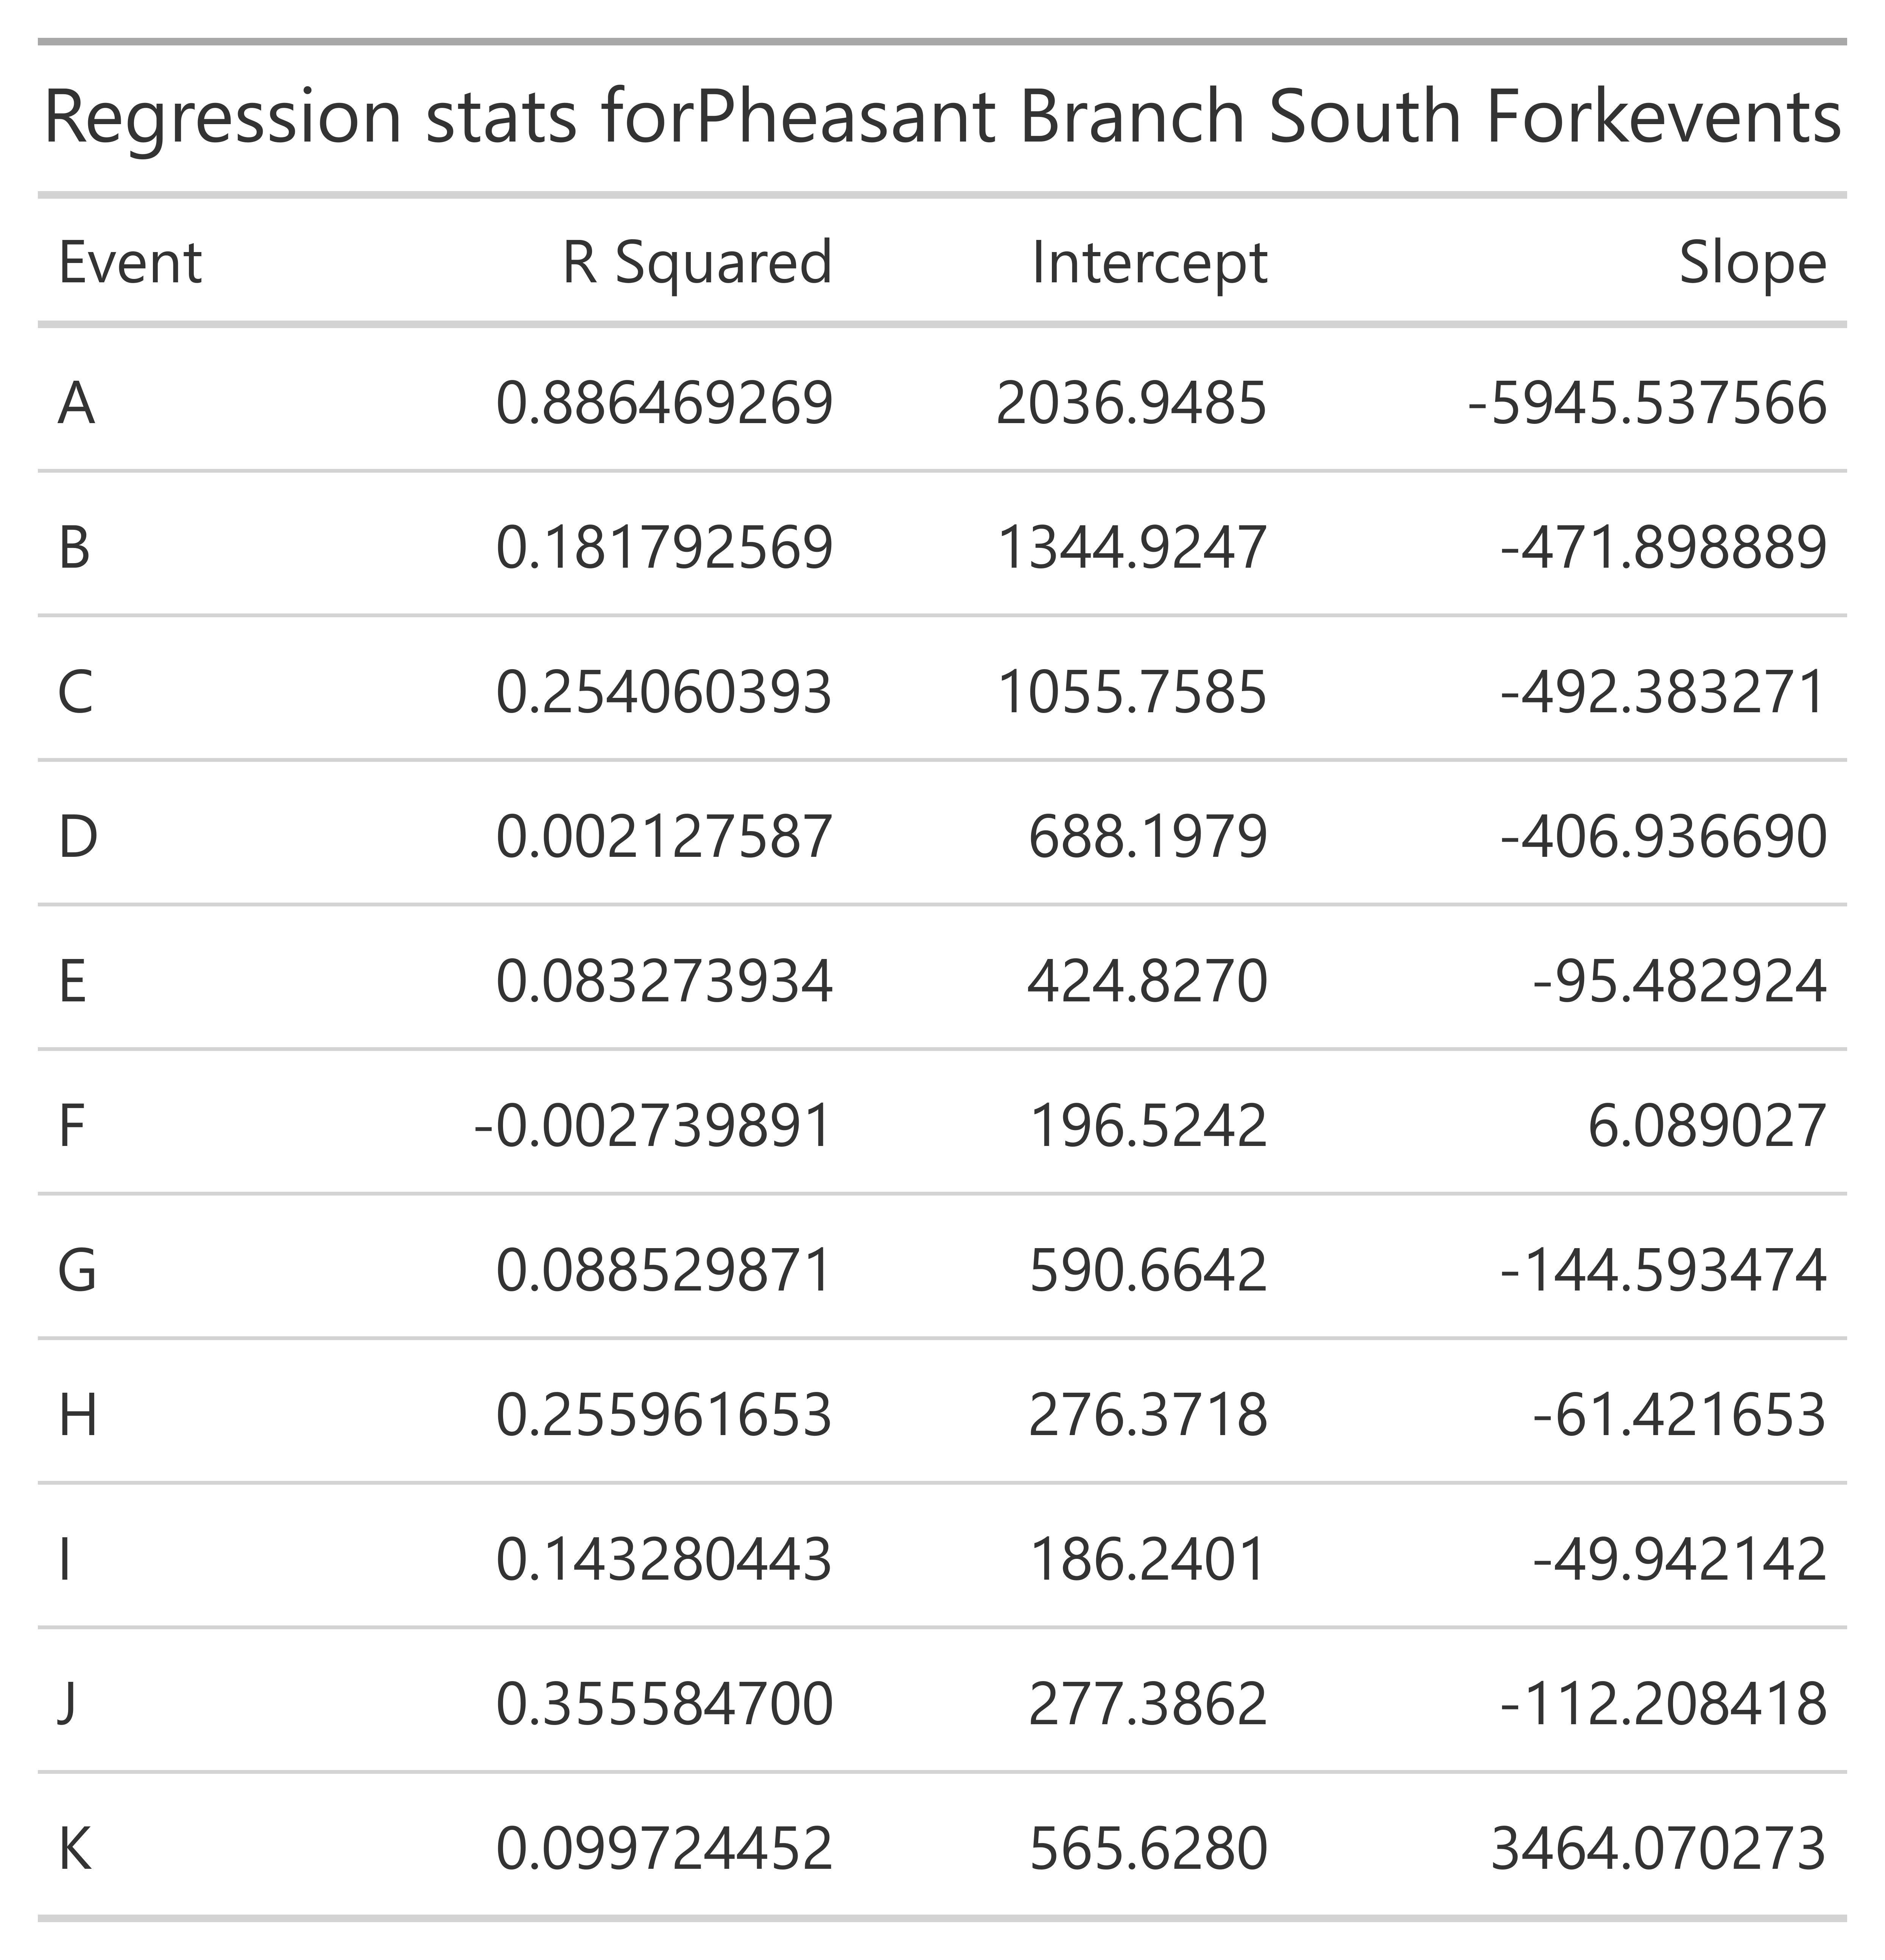 Regression stats forPheasant Branch South Forkevents
Event R Squared Intercept Slope
A 0.886469269 2036.9485 -5945.537566
B 0.181792569 1344.9247 -471.898889
C 0.254060393 1055.7585 -492.383271
D 0.002127587 688.1979 -406.936690
E 0.083273934 424.8270 -95.482924
F -0.002739891 196.5242 6.089027
G 0.088529871 590.6642 -144.593474
H 0.255961653 276.3718 -61.421653
I 0.143280443 186.2401 -49.942142
J 0.355584700 277.3862 -112.208418
K 0.099724452 565.6280 3464.070273